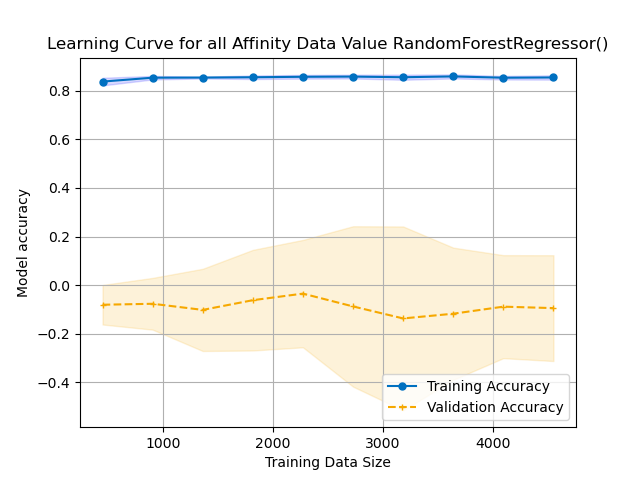 Learning Curve for all Affinity Data Value RandomForestRegressor()
Model accuracy
0.8
0.6
0.4
0.2
0.0
−0.2
−0.4
1000 2000 3000 4000
Training Data Size
Training Accuracy
Validation Accuracy